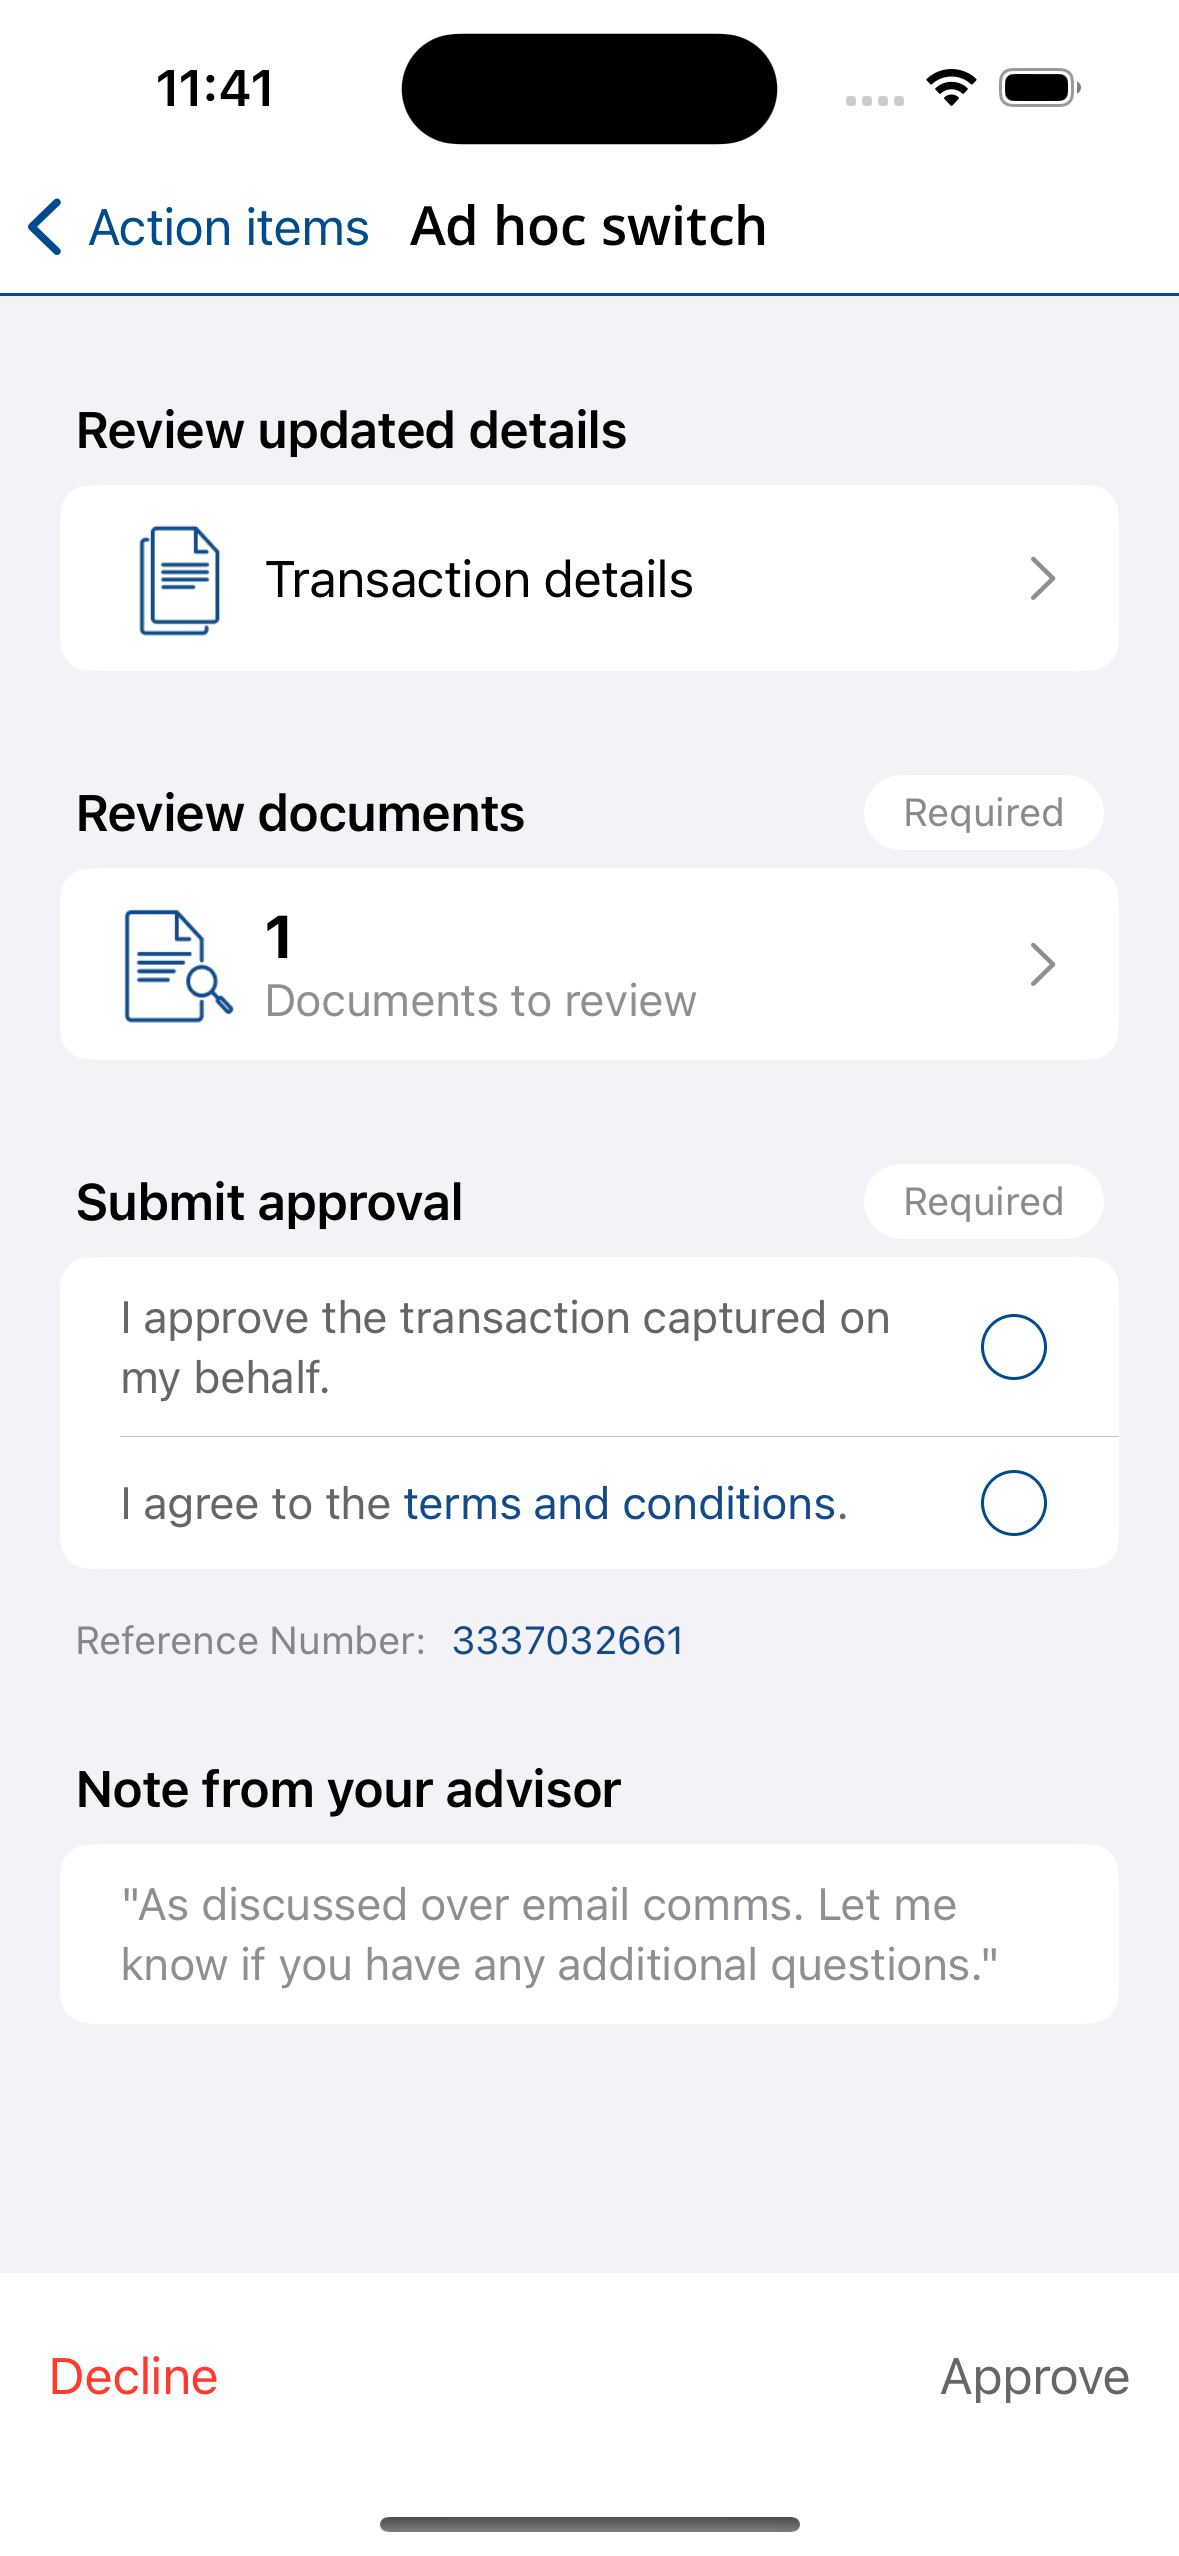 11:41
Action items Ad hoc switch
Review updated details
Transaction details
Review documents Required
1
Documents to review
Submit approval Required
I approve the transaction captured on
my behalf.
I agree to the terms and conditions.
Reference Number: 3337032661
Note from your advisor
"As discussed over email comms. Let me
know if you have any additional questions."
Decline Approve